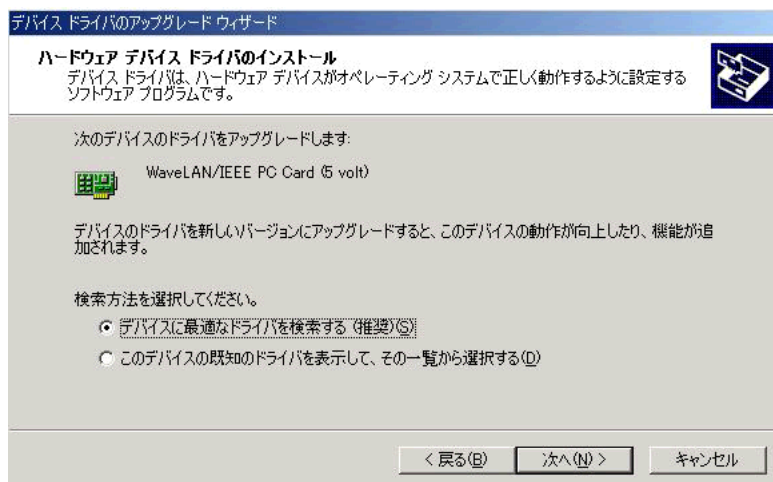 デバイス ドライバのアップグレード ウィザード
ハードウェア デバイス ドライバのインストール
デバイス ドライバは、ハードウェア デバイスがオペレーティング システムで正しく動作するように設定する
ソフトウェア プログラムです。
次のデバイスのドライバをアップグレードします:
WaveLAN/IEEE PC Card (5 volt)
デバイスのドライバを新しいバージョンにアップグレードすると、このデバイスの動作が向上したり、機能が追
加されます。
検索方法を選択してください。
デバイスに最適なドライバを検索する (推奨)(S)
このデバイスの既知のドライバを表示して、その一覧から選択する(D)
< 戻る(B)
次へ(N) >
キャンセル